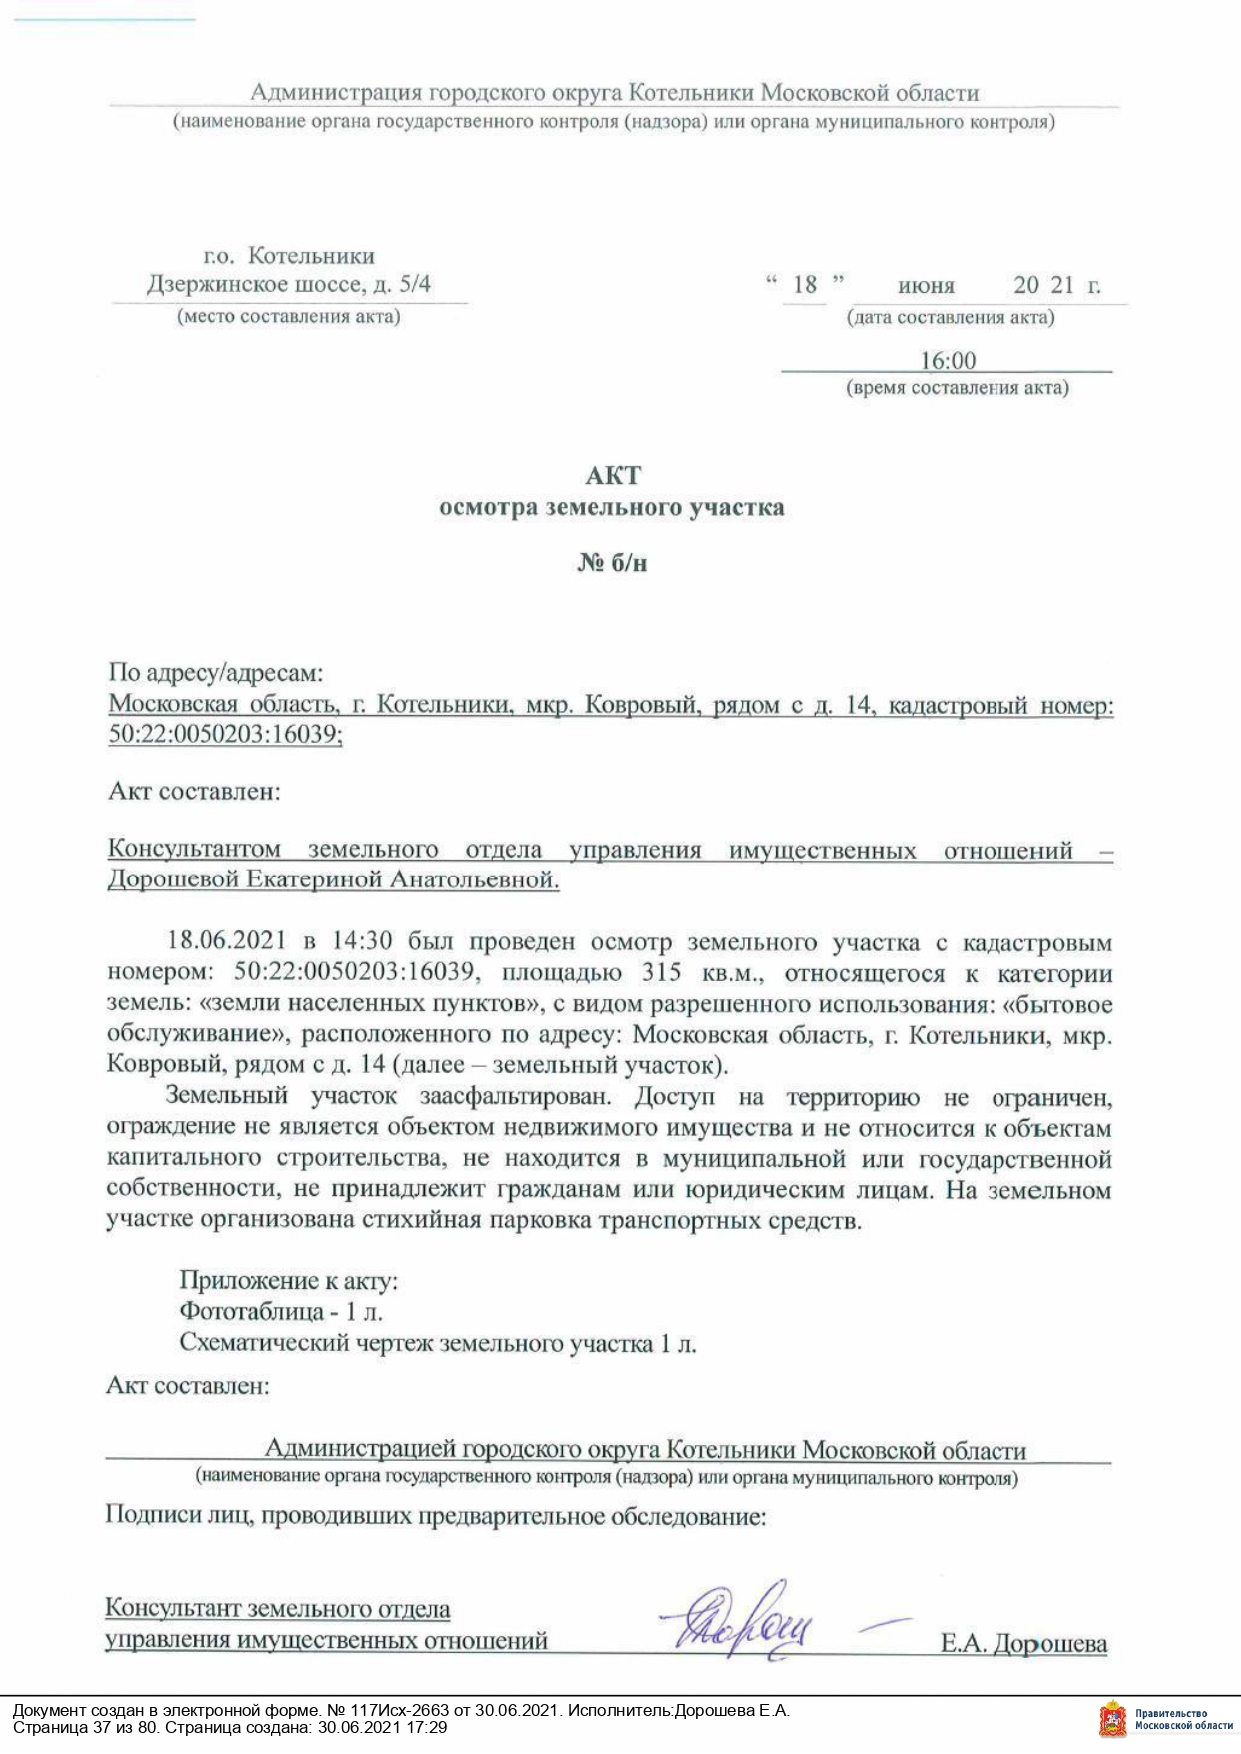 Администрация городского округа Котельники Московской области
(наименование органа государственного контроля (надзора) или органа муниципального контроля)
г.о. Котельники
Дзержинское шоссе, д. 5/4
(место составления акта)
“ 18 ” июня 20 21 г.
(дата составления акта)
16:00
(время составления акта)
АКТ
осмотра земельного участка
№ б/н
По адресу/адресам:
Московская область, г. Котельники, мкр. Ковровый, рядом с д. 14, кадастровый номер:
50:22:0050203:16039;
Акт составлен:
Консультантом земельного отдела управления имущественных отношений –
Дорошевой Екатериной Анатольевной.
18.06.2021 в 14:30 был проведен осмотр земельного участка с кадастровым
номером: 50:22:0050203:16039, площадью 315 кв.м., относящегося к категории
земель: «земли населенных пунктов», с видом разрешенного использования: «бытовое
обслуживание», расположенного по адресу: Московская область, г. Котельники, мкр.
Ковровый, рядом с д. 14 (далее – земельный участок).
Земельный участок заасфальтирован. Доступ на территорию не ограничен,
ограждение не является объектом недвижимого имущества и не относится к объектам
капитального строительства, не находится в муниципальной или государственной
собственности, не принадлежит гражданам или юридическим лицам. На земельном
участке организована стихийная парковка транспортных средств.
Приложение к акту:
Фототаблица - 1 л.
Схематический чертеж земельного участка 1 л.
Акт составлен:
Администрацией городского округа Котельники Московской области
(наименование органа государственного контроля (надзора) или органа муниципального контроля)
Подписи лиц, проводивших предварительное обследование:
Консультант земельного отдела
управления имущественных отношений Е.А. Дорошева
Документ создан в электронной форме. № 117Исх-2663 от 30.06.2021. Исполнитель:Дорошева Е.А.
Страница 37 из 80. Страница создана: 30.06.2021 17:29
Правительство
Московской области